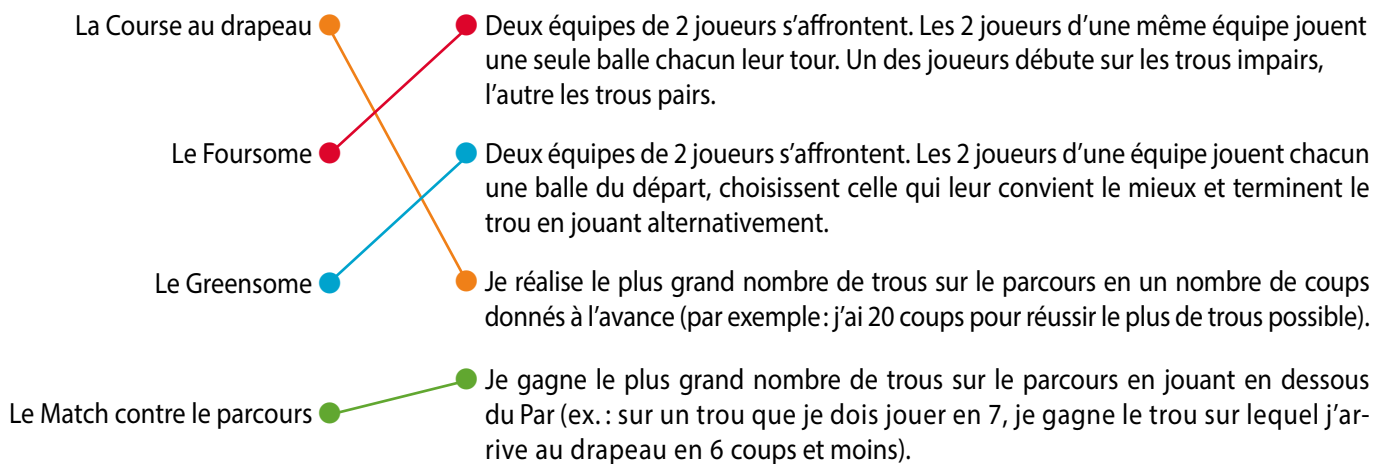 La Course au drapeau
Deux équipes de 2 joueurs s’affrontent. Les 2 joueurs d’une même équipe jouent
une seule balle chacun leur tour. Un des joueurs débute sur les trous impairs,
l’autre les trous pairs.
Le Foursome
Deux équipes de 2 joueurs s’affrontent. Les 2 joueurs d’une équipe jouent chacun
une balle du départ, choisissent celle qui leur convient le mieux et terminent le
trou en jouant alternativement.
Le Greensome
Je réalise le plus grand nombre de trous sur le parcours en un nombre de coups
donnés à l’avance (par exemple : j’ai 20 coups pour réussir le plus de trous possible).
Le Match contre le parcours
Je gagne le plus grand nombre de trous sur le parcours en jouant en dessous
du Par (ex. : sur un trou que je dois jouer en 7, je gagne le trou sur lequel j’ar-
rive au drapeau en 6 coups et moins).